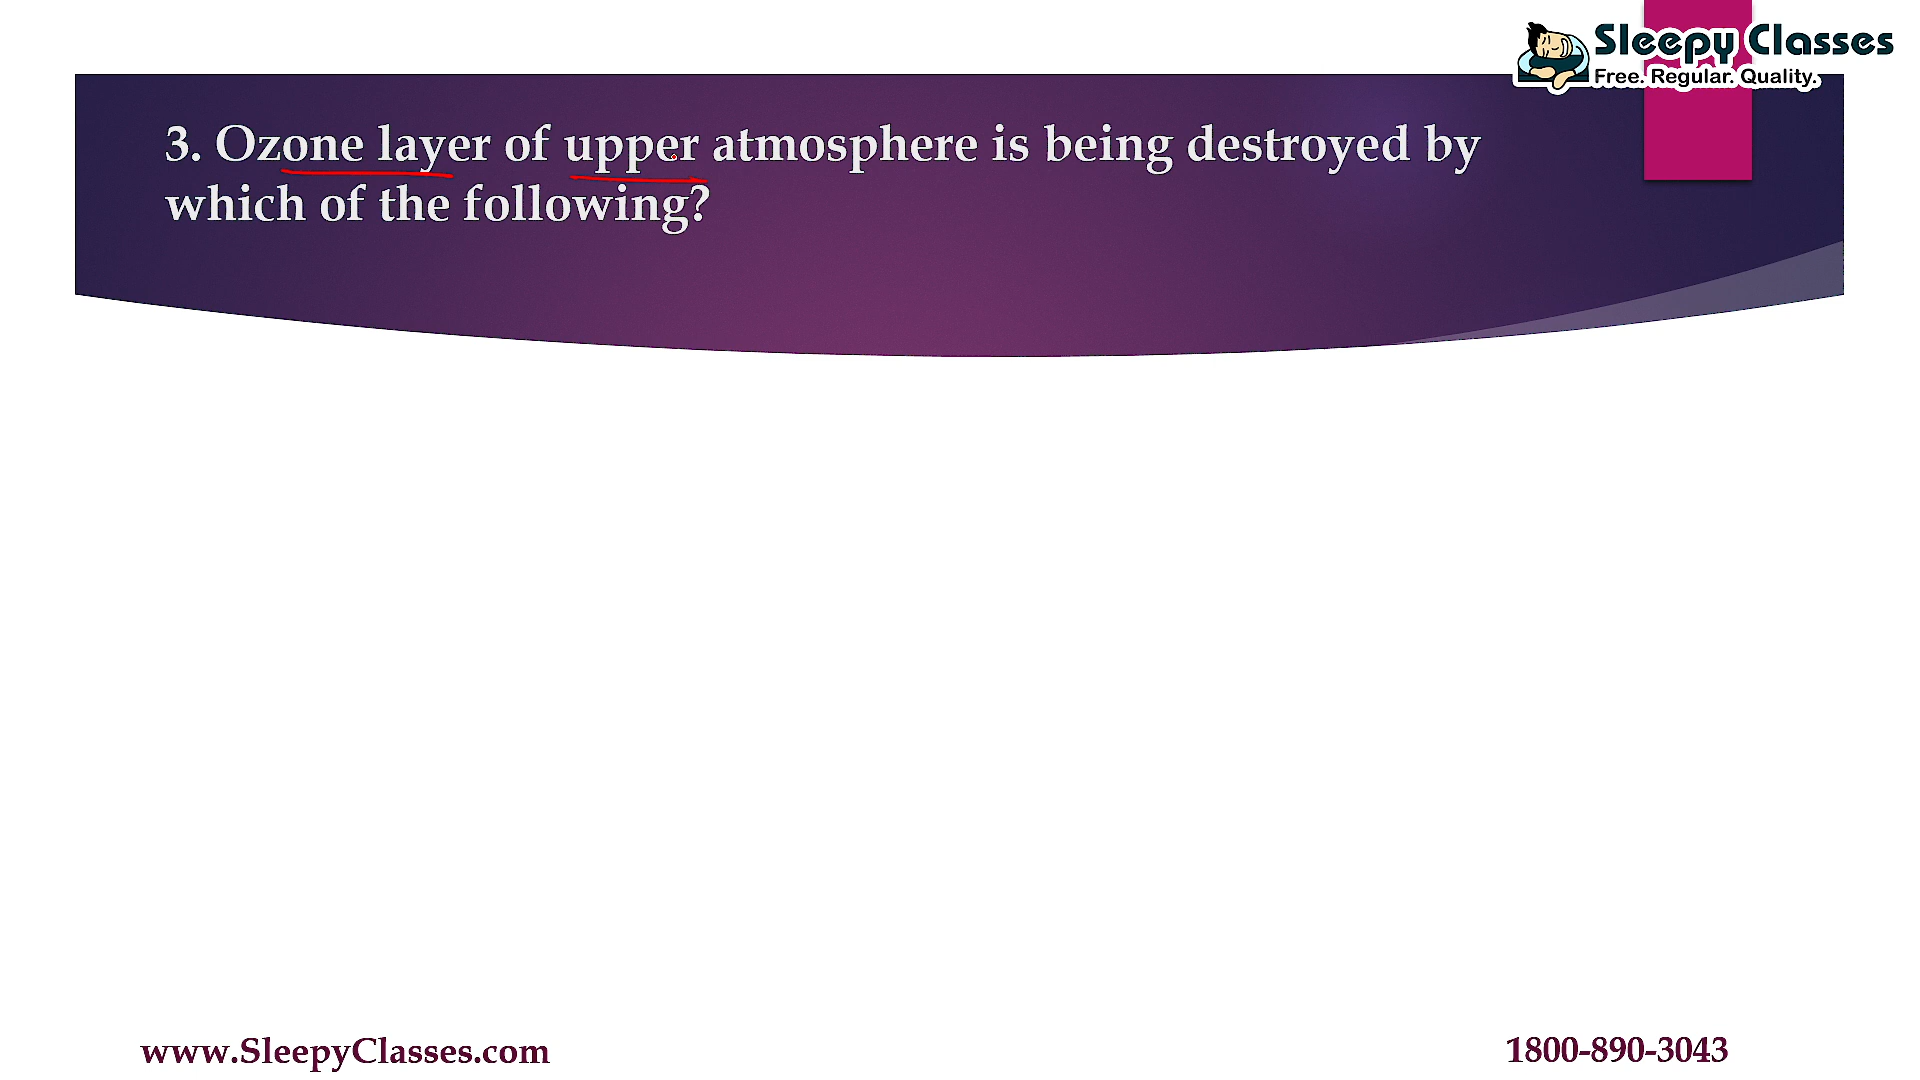 Sleepy Classes
Free. Regular. Quality.
3. Ozone layer of upper atmosphere is being destroyed by
which of the following?
www.SleepyClasses.com
1800-890-3043